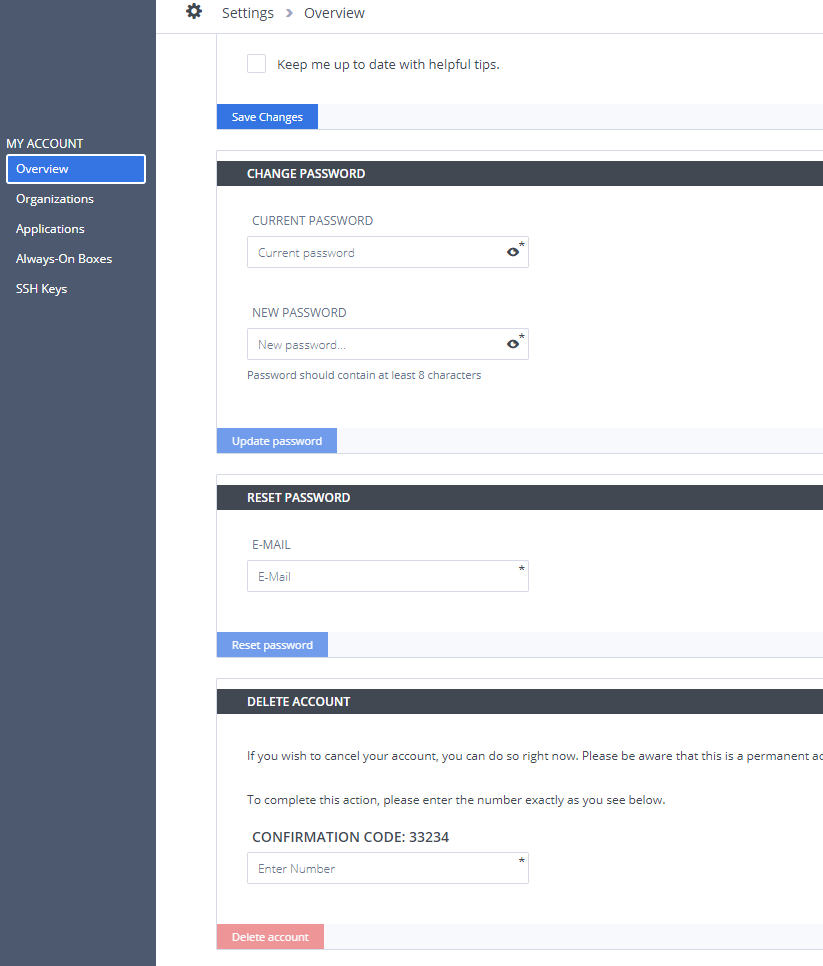 Settings > Overview
Keep me up to date with helpful tips.
Save Changes
MY ACCOUNT
Overview
Organizations
Applications
Always-On Boxes
SSH Keys
CHANGE PASSWORD
CURRENT PASSWORD
Current password *
NEW PASSWORD
New password... *
Password should contain at least 8 characters
Update password
RESET PASSWORD
E-MAIL
E-Mail *
Reset password
DELETE ACCOUNT
If you wish to cancel your account, you can do so right now. Please be aware that this is a permanent
To complete this action, please enter the number exactly as you see below.
CONFIRMATION CODE: 33234
Enter Number *
Delete account